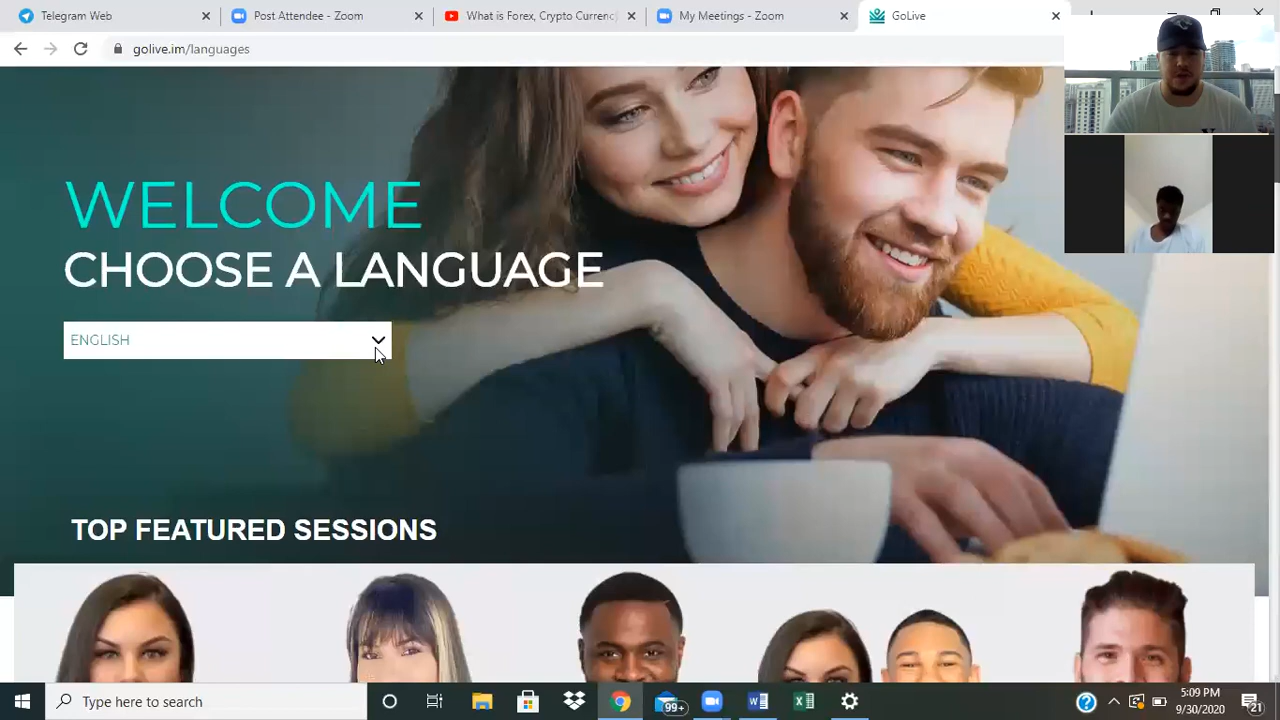 Telegram Web
Post Attendee - Zoom
What is Forex, Crypto Currenc
My Meetings - Zoom
GoLive
golive.im/languages
WELCOME
CHOOSE A LANGUAGE
ENGLISH
TOP FEATURED SESSIONS
Type here to search
99+
5:09 PM
9/30/2020
21